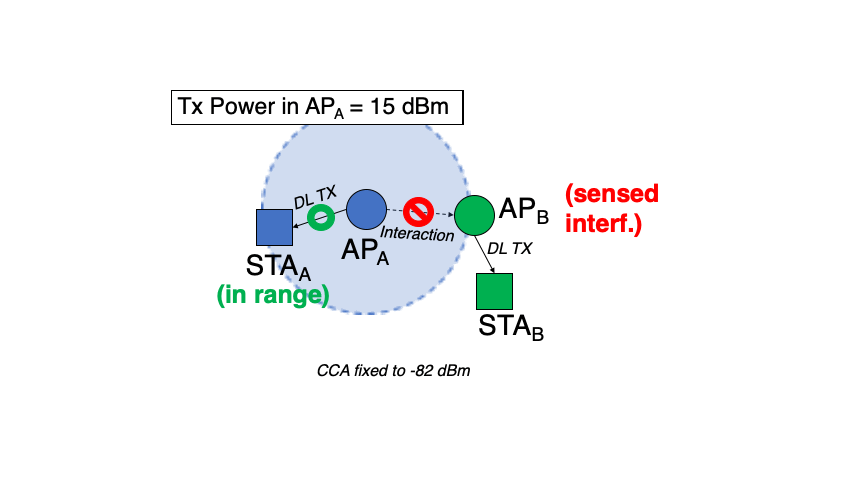 Tx Power in APA = 15 dBm
DL TX
APB
(sensed
interf.)
Interaction
APA
DL TX
STAA
(in range)
STAB
CCA fixed to -82 dBm